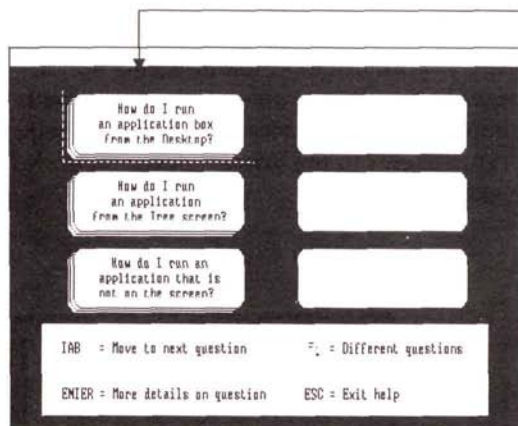 How do I run
an application box
from the Desktop?
How do I run
an application
from the Tree screen?
How do I run an
application that is
not on the screen?
TAB = Move to next question
= Different questions
ENTER = More details on question
ESC = Exit help